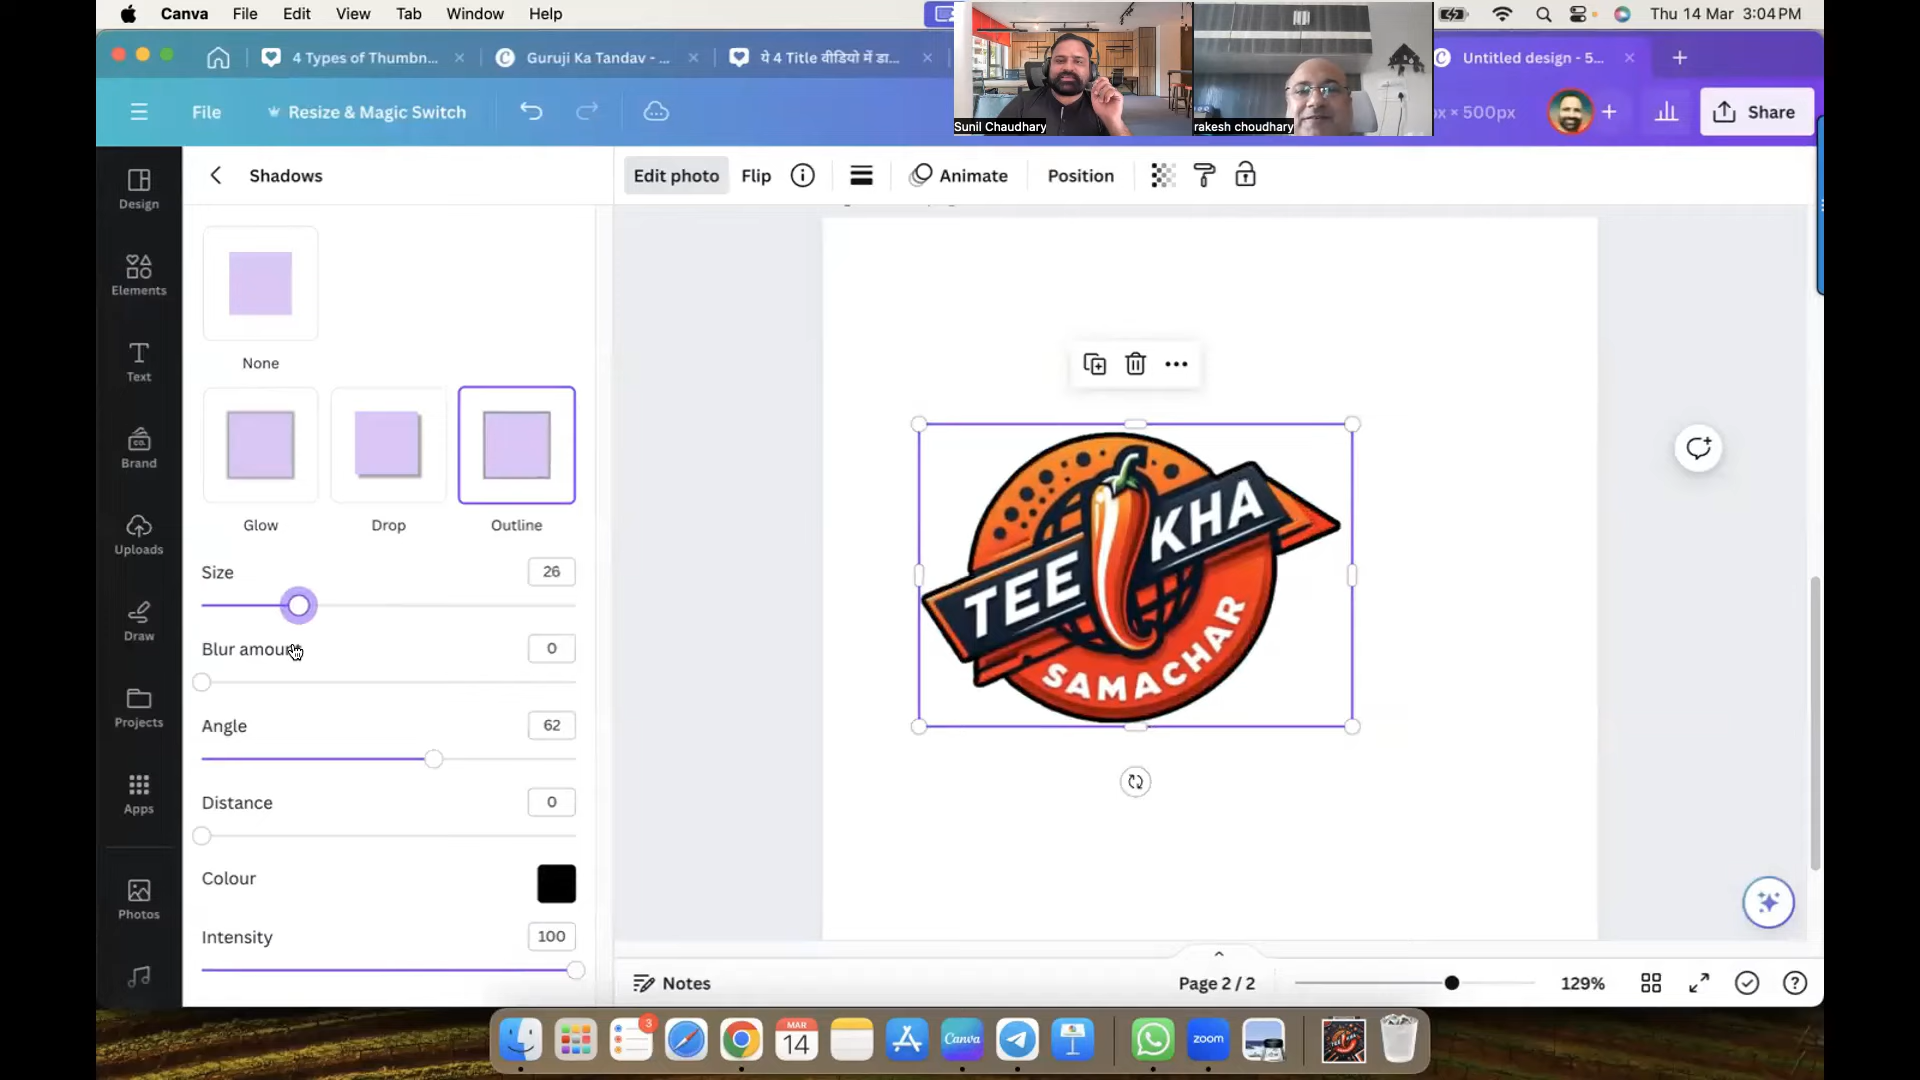 Canva File Edit View Tab Window Help
Thu 14 Mar 3:04 PM
4 Types of Thumbn...
Guruji Ka Tandav - ...
ये 4 Title वीडियो में डा...
Untitled design - 5...
File
Resize & Magic Switch
x × 500px
Share
Sunil Chaudhary
rakesh choudhary
Shadows
Edit photo
Flip
Animate
Position
Design
Elements
Text
Brand
Uploads
Draw
Projects
Apps
Photos
None
Glow
Drop
Outline
Size
26
Blur amount
0
Angle
62
Distance
0
Colour
Intensity
100
TEE KHA
SAMACHAR
CO.
Notes
Page 2 / 2
129%
3
MAR
14
Canva
zoom